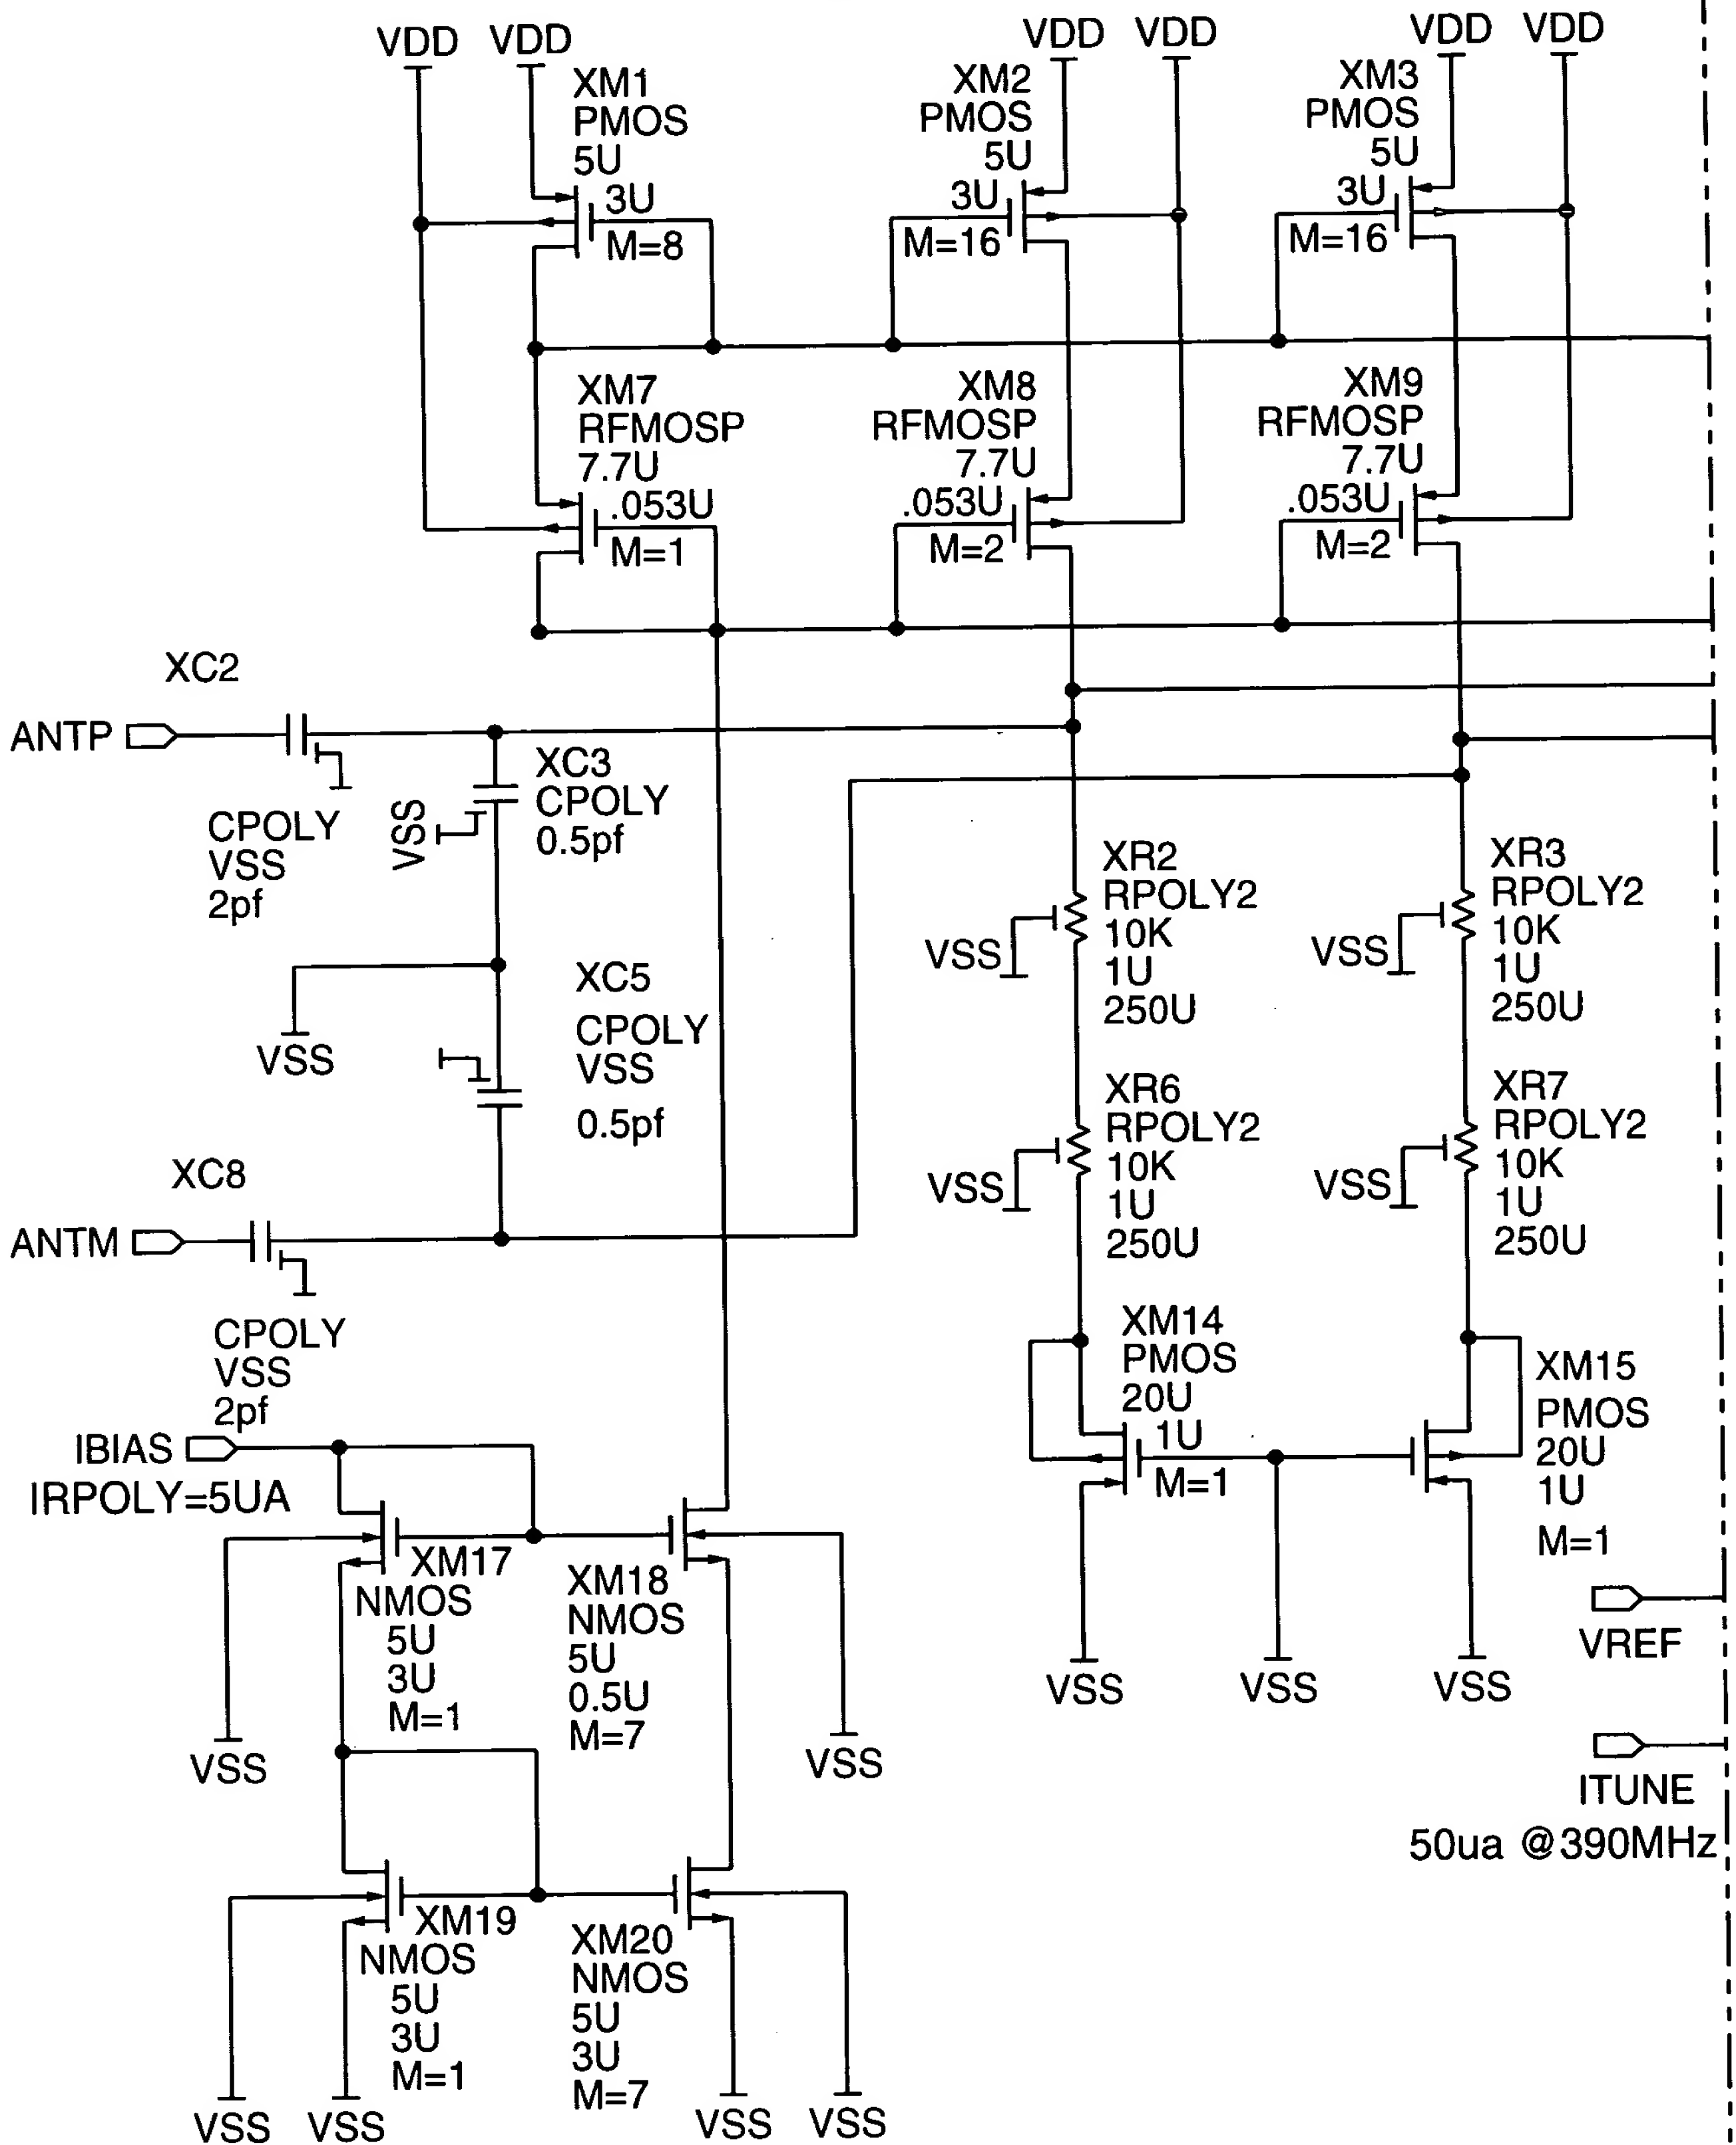 VDD VDD
XM1
PMOS
5U
3U
M=8
VDD VDD
XM2
PMOS
5U
3U
M=16
VDD VDD
XM3
PMOS
5U
3U
M=16
XM7
RFMOSP
7.7U
.053U
M=1
XM8
RFMOSP
7.7U
.053U
M=2
XM9
RFMOSP
7.7U
.053U
M=2
XC2
ANTP
CPOLY
VSS
2pf
XC3
CPOLY
0.5pf
VSS
VSS
XC5
CPOLY
VSS
0.5pf
XC8
ANTM
CPOLY
VSS
2pf
XR2
RPOLY2
10K
1U
250U
VSS
XR3
RPOLY2
10K
1U
250U
VSS
XR6
RPOLY2
10K
1U
250U
VSS
XR7
RPOLY2
10K
1U
250U
VSS
XM14
PMOS
20U
1U
M=1
XM15
PMOS
20U
1U
M=1
VSS
VSS
VSS
IBIAS
IRPOLY=5UA
XM17
NMOS
5U
3U
M=1
VSS
XM18
NMOS
5U
0.5U
M=7
VSS
XM19
NMOS
5U
3U
M=1
VSS VSS
XM20
NMOS
5U
3U
M=7
VSS VSS
VREF
ITUNE
50ua @390MHz